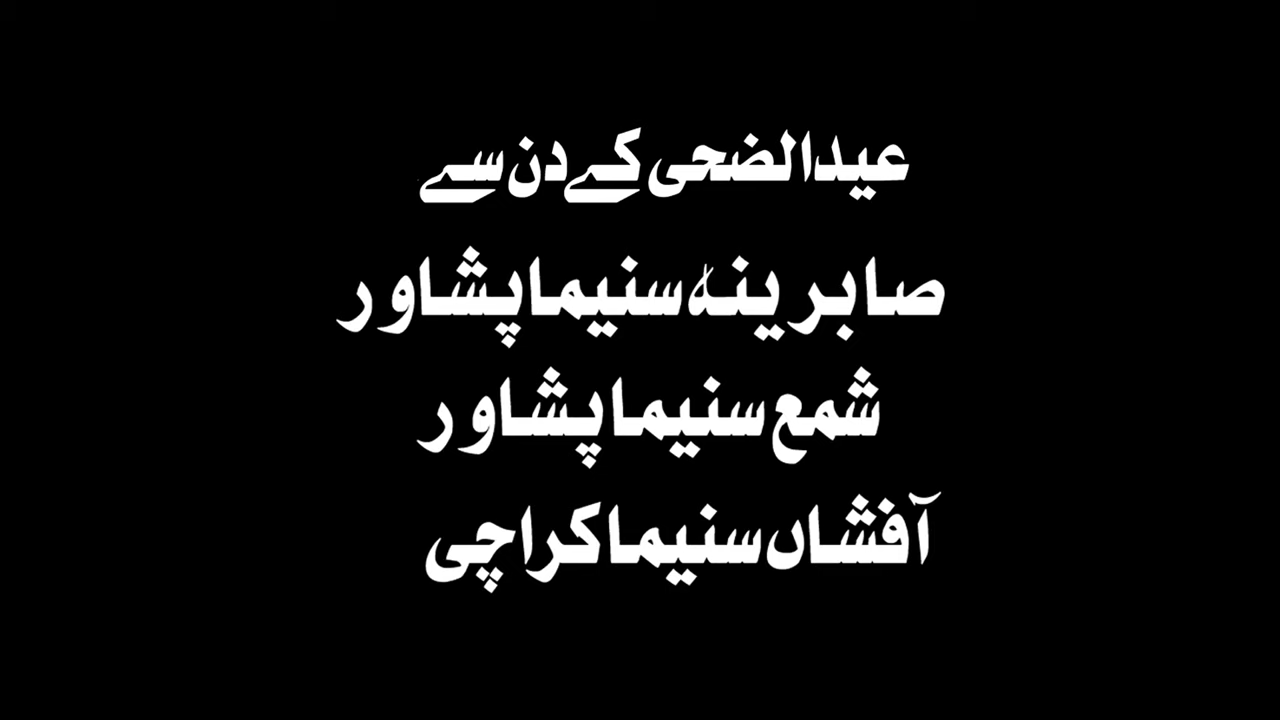 عیدالضحی کے دن سے
صابرینہ سنیما پشاور
شمع سنیما پشاور
آفشاں سنیما کراچی